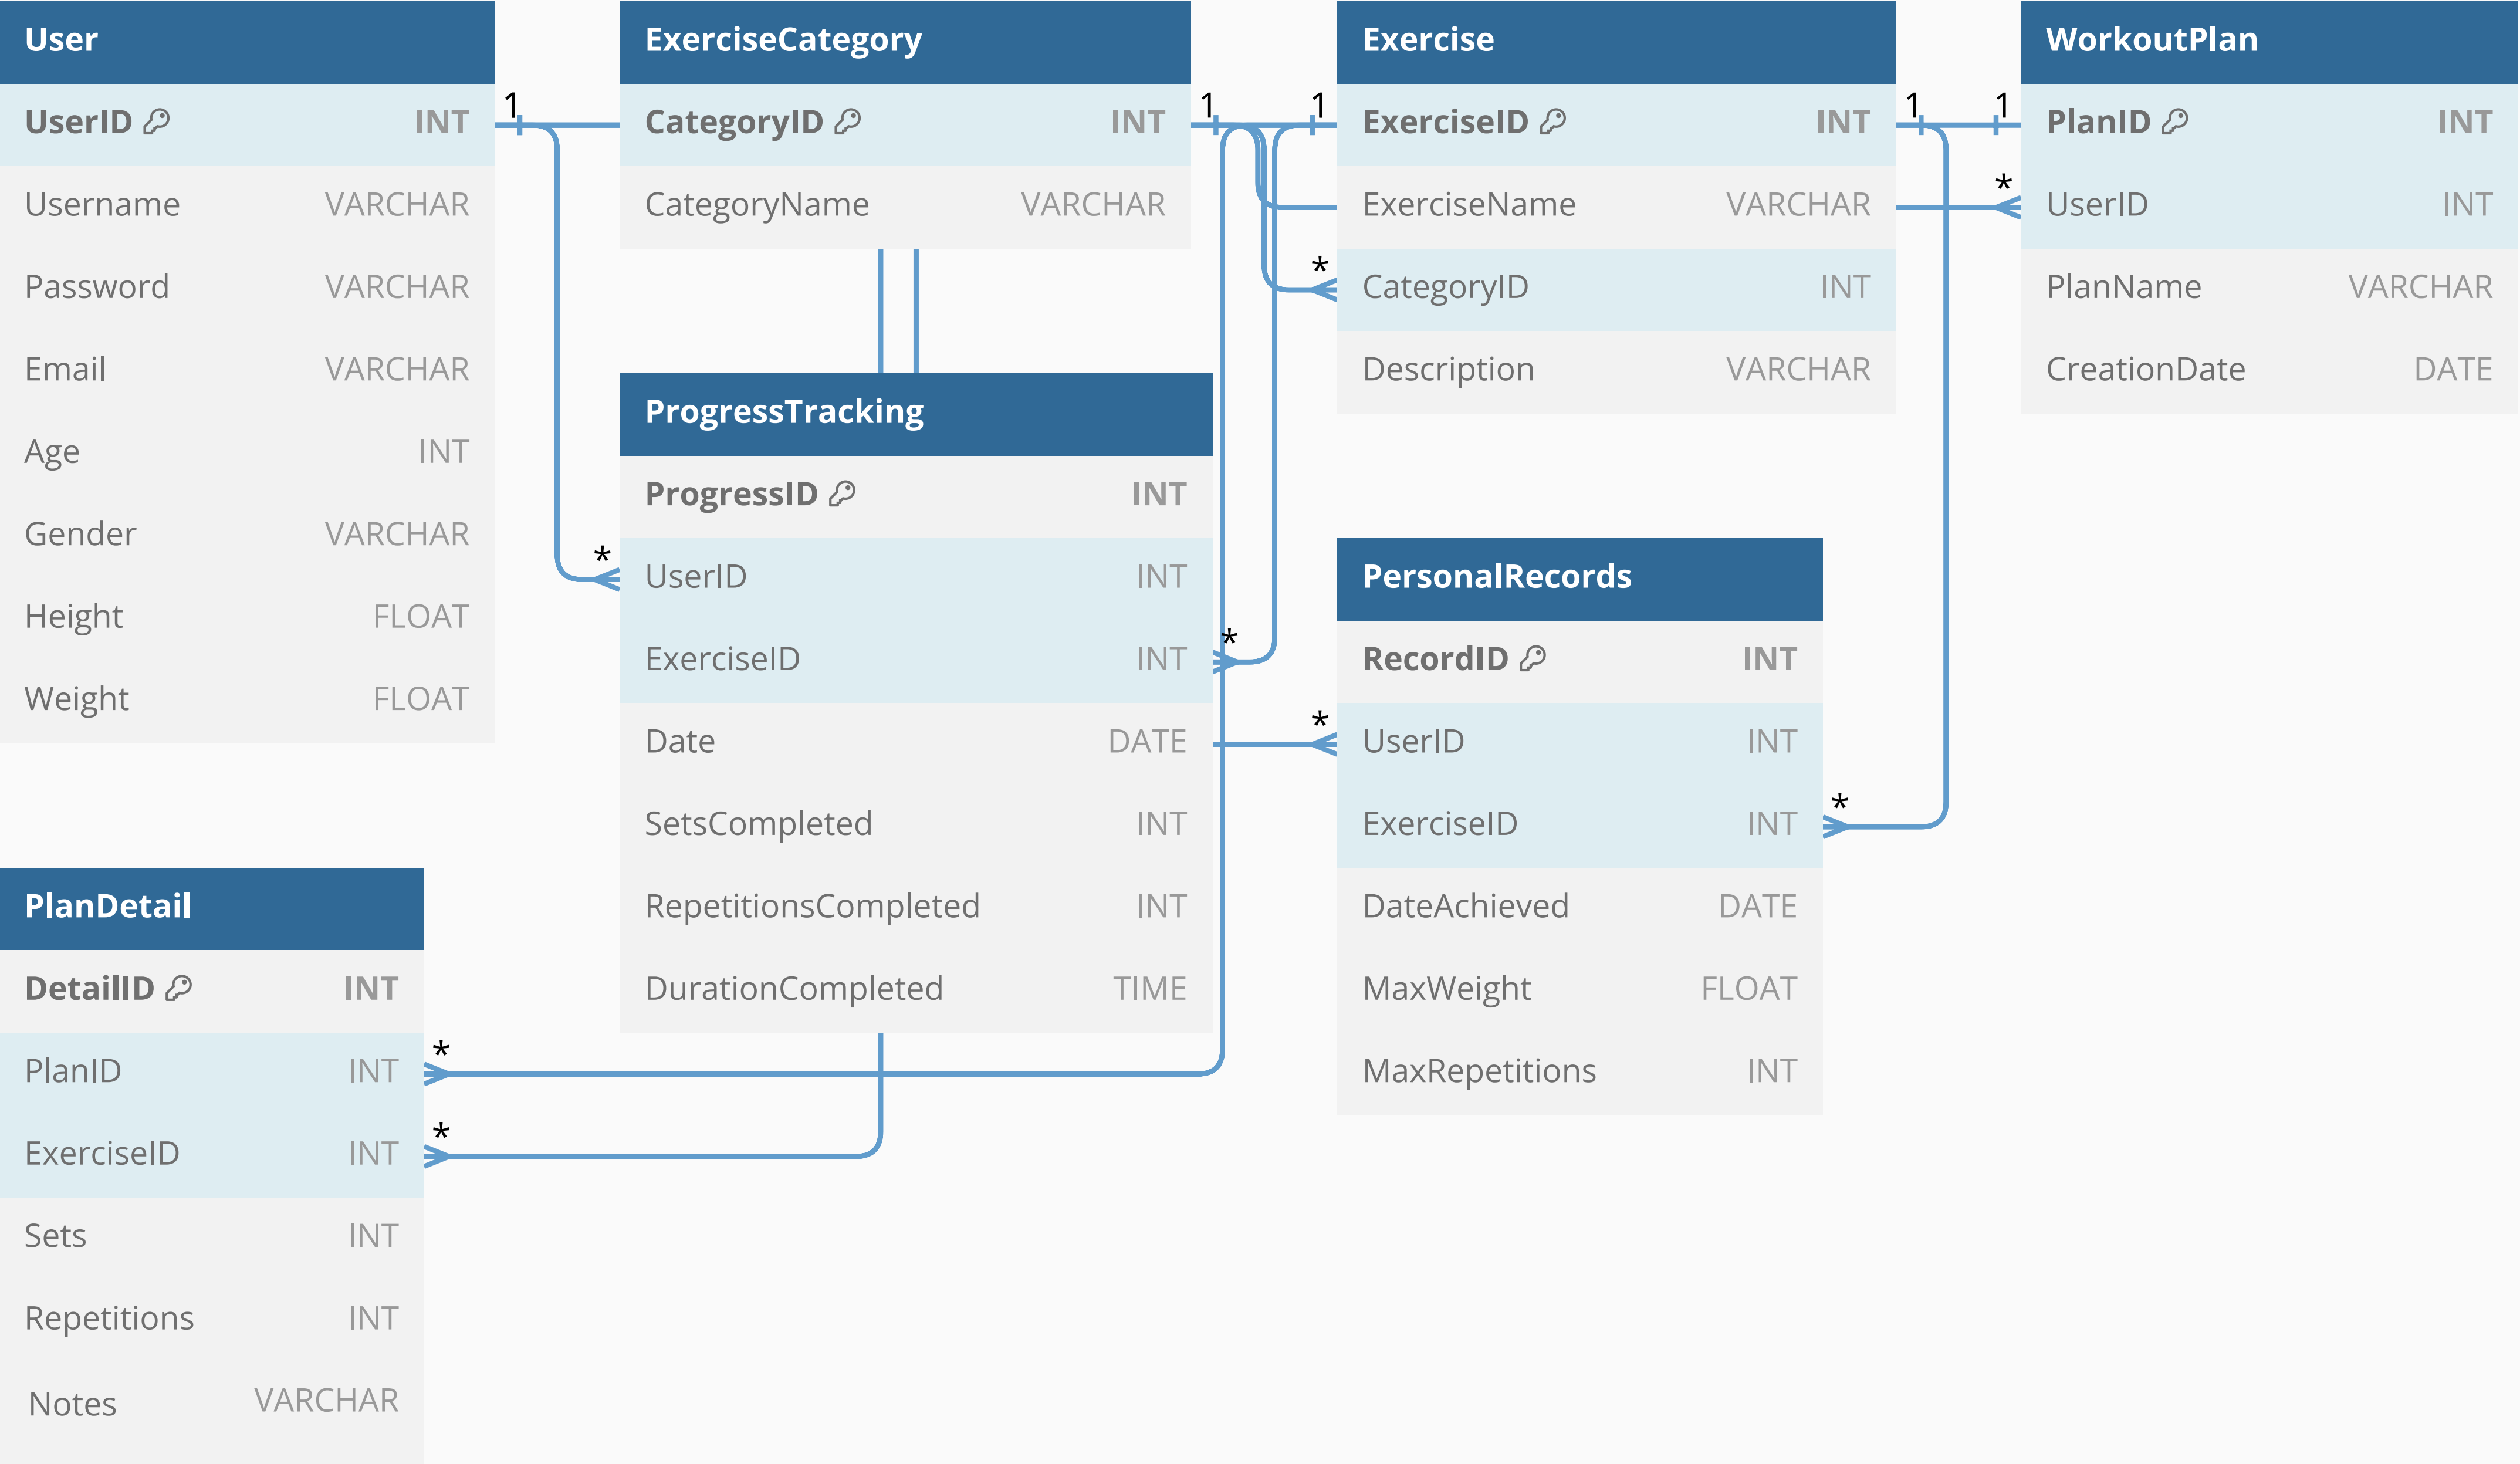 User
UserID INT
Username VARCHAR
Password VARCHAR
Email VARCHAR
Age INT
Gender VARCHAR
Height FLOAT
Weight FLOAT
1
ExerciseCategory
CategoryID INT
CategoryName VARCHAR
1
1
Exercise
ExerciseID INT
ExerciseName VARCHAR
*
CategoryID INT
Description VARCHAR
1
1
WorkoutPlan
PlanID INT
*
UserID INT
PlanName VARCHAR
CreationDate DATE
ProgressTracking
ProgressID INT
*
UserID INT
*
ExerciseID INT
Date DATE
SetsCompleted INT
RepetitionsCompleted INT
DurationCompleted TIME
PersonalRecords
RecordID INT
*
UserID INT
*
ExerciseID INT
DateAchieved DATE
MaxWeight FLOAT
MaxRepetitions INT
PlanDetail
DetailID INT
*
PlanID INT
*
ExerciseID INT
Sets INT
Repetitions INT
Notes VARCHAR